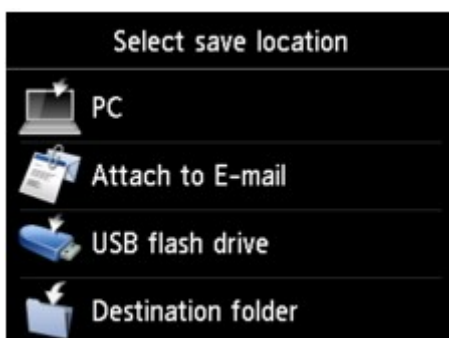 Select save location
PC
Attach to E-mail
USB flash drive
Destination folder